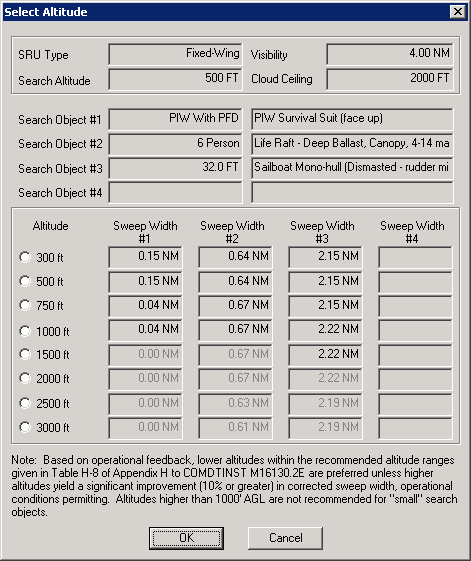 Select Altitude
SRU Type Fixed-Wing Visibility 4.00 NM
Search Altitude 500 FT Cloud Ceiling 2000 FT
Search Object #1 PIW With PFD PIW Survival Suit (face up)
Search Object #2 6 Person Life Raft - Deep Ballast, Canopy, 4-14 ma
Search Object #3 32.0 FT Sailboat Mono-hull (Dismasted - rudder mi
Search Object #4
Altitude Sweep Width #1 Sweep Width #2 Sweep Width #3 Sweep Width #4
300 ft 0.15 NM 0.64 NM 2.15 NM
500 ft 0.15 NM 0.64 NM 2.15 NM
750 ft 0.04 NM 0.67 NM 2.15 NM
1000 ft 0.04 NM 0.67 NM 2.22 NM
1500 ft 0.00 NM 0.67 NM 2.22 NM
2000 ft 0.00 NM 0.67 NM 2.22 NM
2500 ft 0.00 NM 0.63 NM 2.19 NM
3000 ft 0.00 NM 0.61 NM 2.19 NM
Note: Based on operational feedback, lower altitudes within the recommended altitude ranges
given in Table H-8 of Appendix H to COMDTINST M16130.2E are preferred unless higher
altitudes yield a significant improvement (10% or greater) in corrected sweep width, operational
conditions permitting. Altitudes higher than 1000' AGL are not recommended for "small" search
objects.
OK Cancel